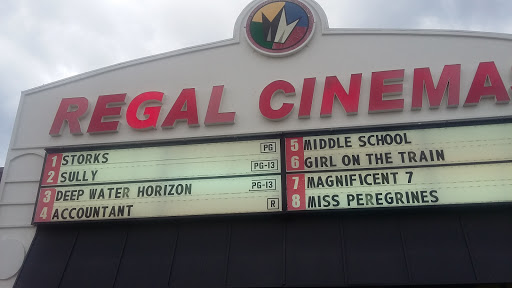 REGAL CINEMAS
1 STORKS PG
2 SULLY PG-13
3 DEEP WATER HORIZON PG-13
4 ACCOUNTANT R
5 MIDDLE SCHOOL
6 GIRL ON THE TRAIN
7 MAGNIFICENT 7
8 MISS PEREGRINES